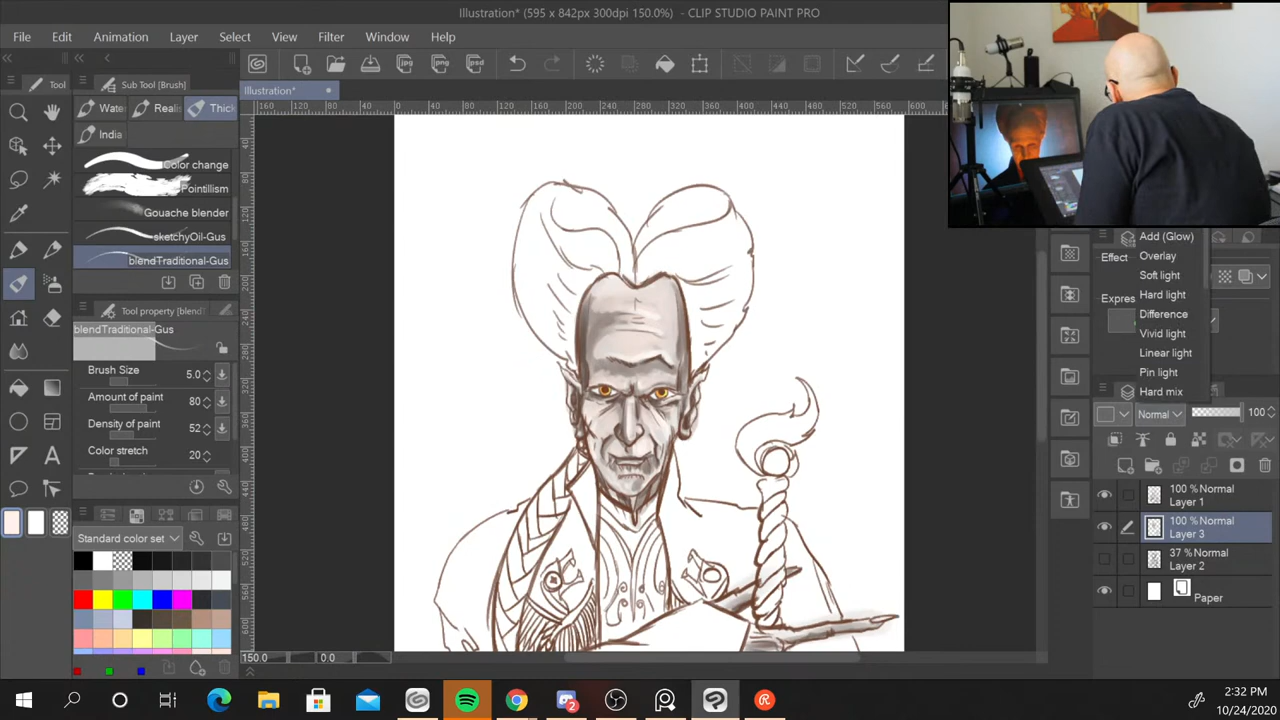 Illustration* (595 x 842px 300dpi 150.0%) - CLIP STUDIO PAINT PRO
File Edit Animation Layer Select View Filter Window Help
Tool
Sub Tool [Brush]
Illustration*
Wate Reali Thick
India
Color change
Pointillism
Gouache blender
sketchyOil-Gus
blendTraditional-Gus
Tool property [blend
blendTraditional-Gus
Brush Size 5.0
Amount of paint 80
Density of paint 52
Color stretch 20
Standard color set
150.0 0.0
Add (Glow)
Effect
Overlay
Soft light
Hard light
Expres
Difference
Vivid light
Linear light
Pin light
Hard mix
Normal 100
100 % Normal
Layer 1
100 % Normal
Layer 3
37 % Normal
Layer 2
Paper
2:32 PM
10/24/2020